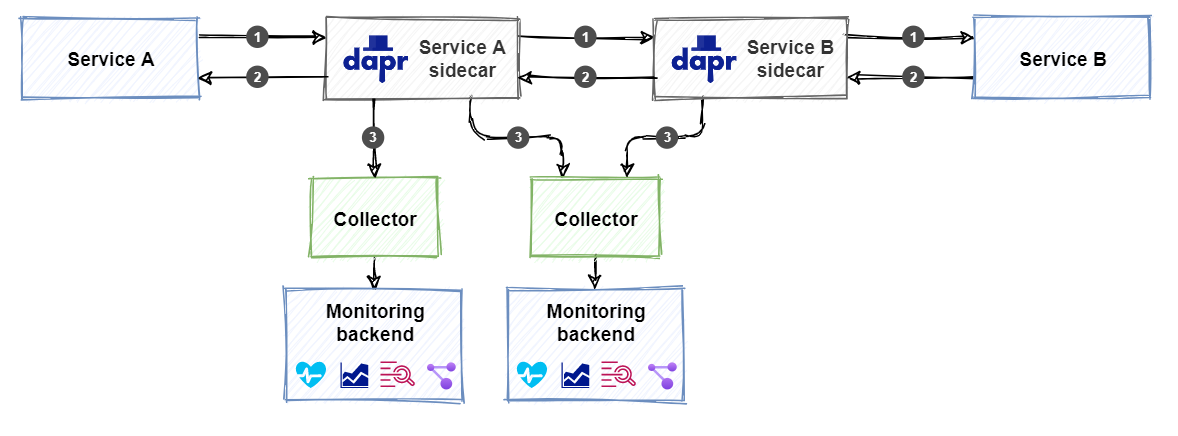 Service A
1
2
dapr
Service A
sidecar
1
2
dapr
Service B
sidecar
1
2
Service B
3
3
3
Collector
Collector
Monitoring
backend
Monitoring
backend